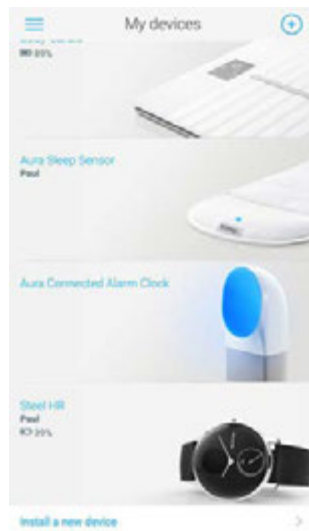 My devices
Aura Sleep Sensor
Paul
Aura Connected Alarm Clock
Steel HR
Paul
Install a new device